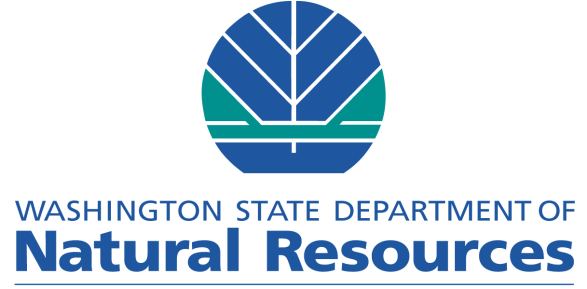 WASHINGTON STATE DEPARTMENT OF
Natural Resources